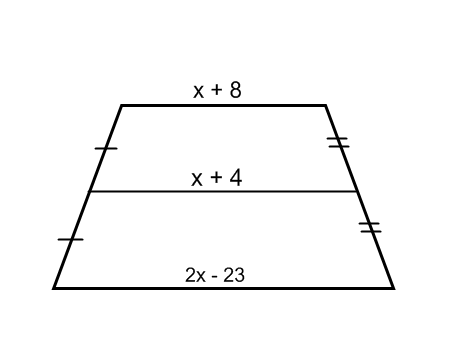 x + 8
x + 4
2x - 23